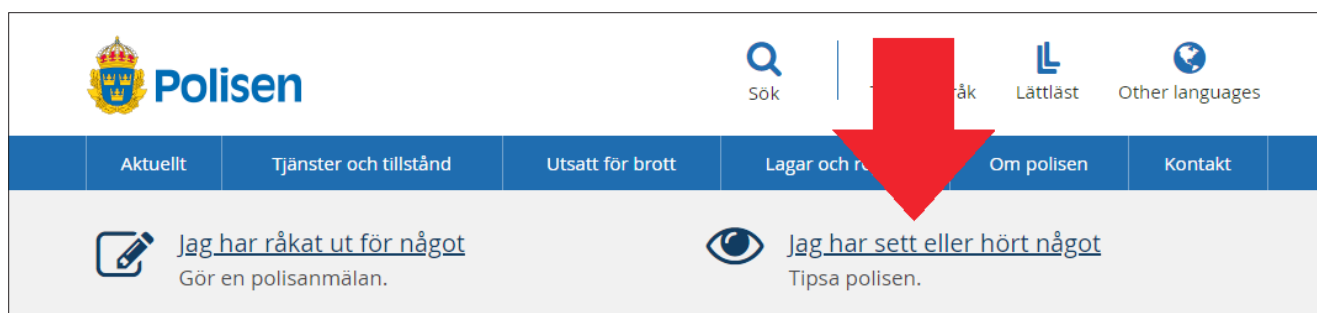 Polisen
Sök
råk
Lättläst
Other languages
Aktuellt
Tjänster och tillstånd
Utsatt för brott
Lagar och
Om polisen
Kontakt
Jag har råkat ut för något
Gör en polisanmälan.
Jag har sett eller hört något
Tipsa polisen.